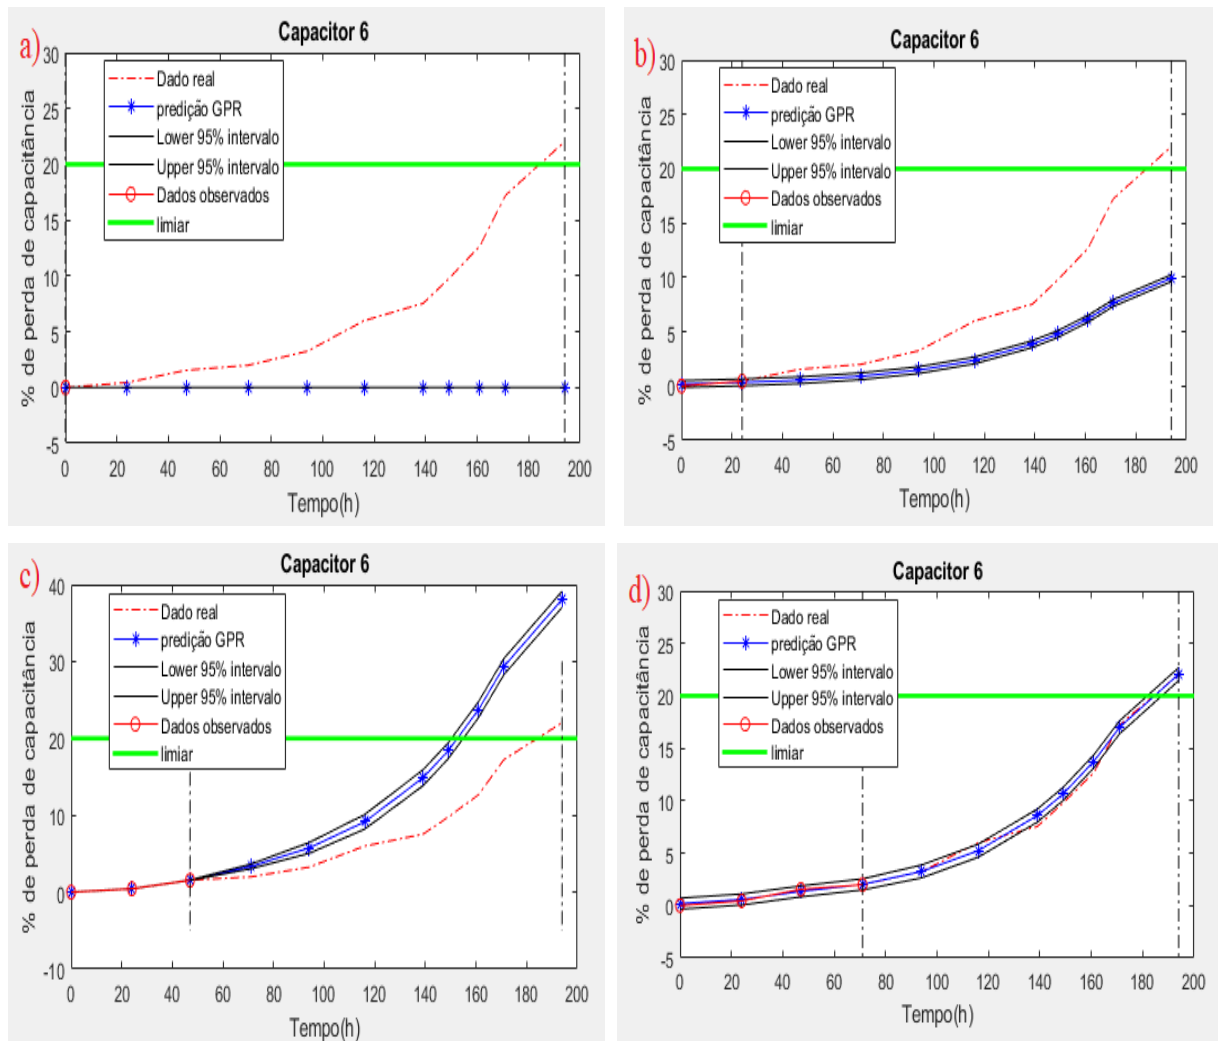 a)
Capacitor 6
30
25
20
15
10
5
0
-5
% de perda de capacitância
Dado real
predição GPR
Lower 95% intervalo
Upper 95% intervalo
Dados observados
limiar
0 20 40 60 80 100 120 140 160 180 200
Tempo(h)
b)
Capacitor 6
30
25
20
15
10
5
0
-5
% de perda de capacitância
Dado real
predição GPR
Lower 95% intervalo
Upper 95% intervalo
Dados observados
limiar
0 20 40 60 80 100 120 140 160 180 200
Tempo(h)
c)
Capacitor 6
40
30
20
10
0
-10
% de perda de capacitância
Dado real
predição GPR
Lower 95% intervalo
Upper 95% intervalo
Dados observados
limiar
0 20 40 60 80 100 120 140 160 180 200
Tempo(h)
d)
Capacitor 6
30
25
20
15
10
5
0
-5
% de perda de capacitância
Dado real
predição GPR
Lower 95% intervalo
Upper 95% intervalo
Dados observados
limiar
0 20 40 60 80 100 120 140 160 180 200
Tempo(h)